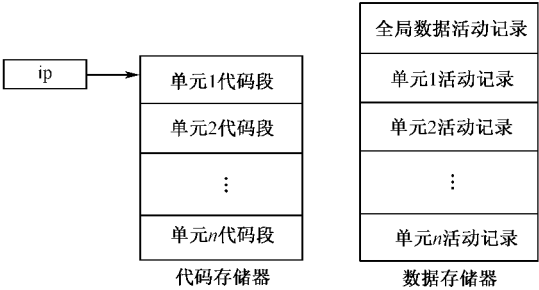 ip
单元1代码段
单元2代码段
⋮
单元n代码段
代码存储器
全局数据活动记录
单元1活动记录
单元2活动记录
⋮
单元n活动记录
数据存储器